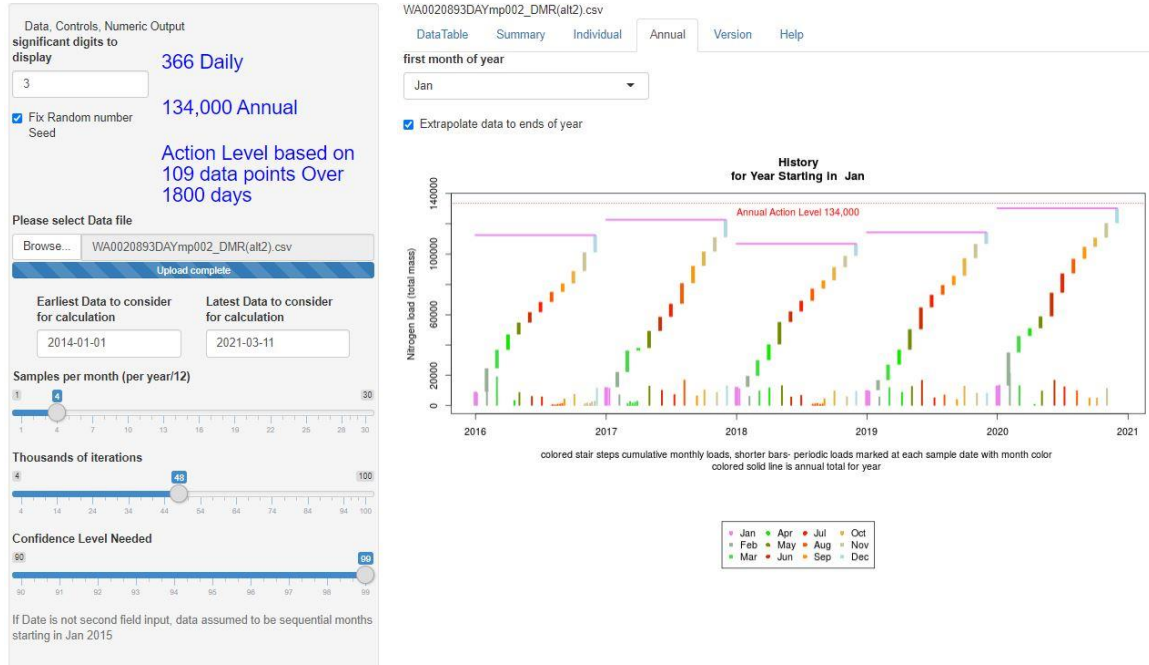 Data, Controls, Numeric Output
significant digits to
display
3
Fix Random number
Seed
366 Daily
134,000 Annual
Action Level based on
109 data points Over
1800 days
Please select Data file
Browse... WA0020893DAYmp002_DMR(alt2).csv
Upload complete
Earliest Data to consider
for calculation
2014-01-01
Latest Data to consider
for calculation
2021-03-11
Samples per month (per year/12)
1 4 30
1 4 7 10 13 16 19 22 25 28 30
Thousands of iterations
4 48 100
4 14 24 34 44 54 64 74 84 94 100
Confidence Level Needed
90 99
90 91 92 93 94 95 96 97 98 99
If Date is not second field input, data assumed to be sequential months
starting in Jan 2015
WA0020893DAYmp002_DMR(alt2).csv
DataTable Summary Individual Annual Version Help
first month of year
Jan
Extrapolate data to ends of year
History
for Year Starting in Jan
Annual Action Level 134,000
Nitrogen load (total mass)
140000
100000
60000
20000
0
2016 2017 2018 2019 2020 2021
colored stair steps cumulative monthly loads, shorter bars- periodic loads marked at each sample date with month color
colored solid line is annual total for year
Jan Apr Jul Oct
Feb May Aug Nov
Mar Jun Sep Dec